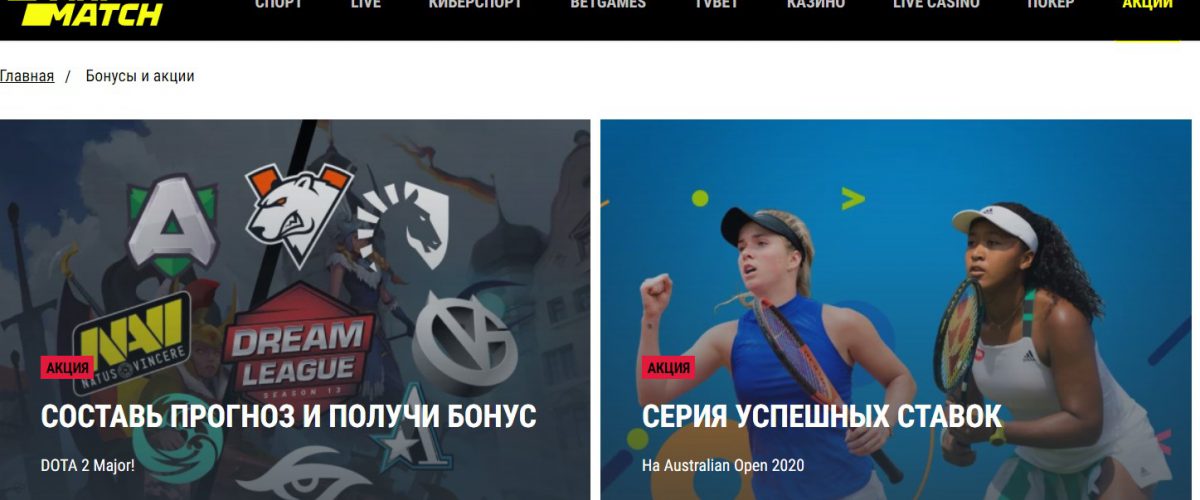 MATCH
СПОРТ LIVE КИБЕРСПОРТ BETGAMES TVBET КАЗИНО LIVE CASINO ПОКЕР АКЦИИ
Главная / Бонусы и акции
NAVI
NATUS VINCERE
DREAM
LEAGUE
SEASON 13
АКЦИЯ
СОСТАВЬ ПРОГНОЗ И ПОЛУЧИ БОНУС
DOTA 2 Major!
АКЦИЯ
СЕРИЯ УСПЕШНЫХ СТАВОК
На Australian Open 2020